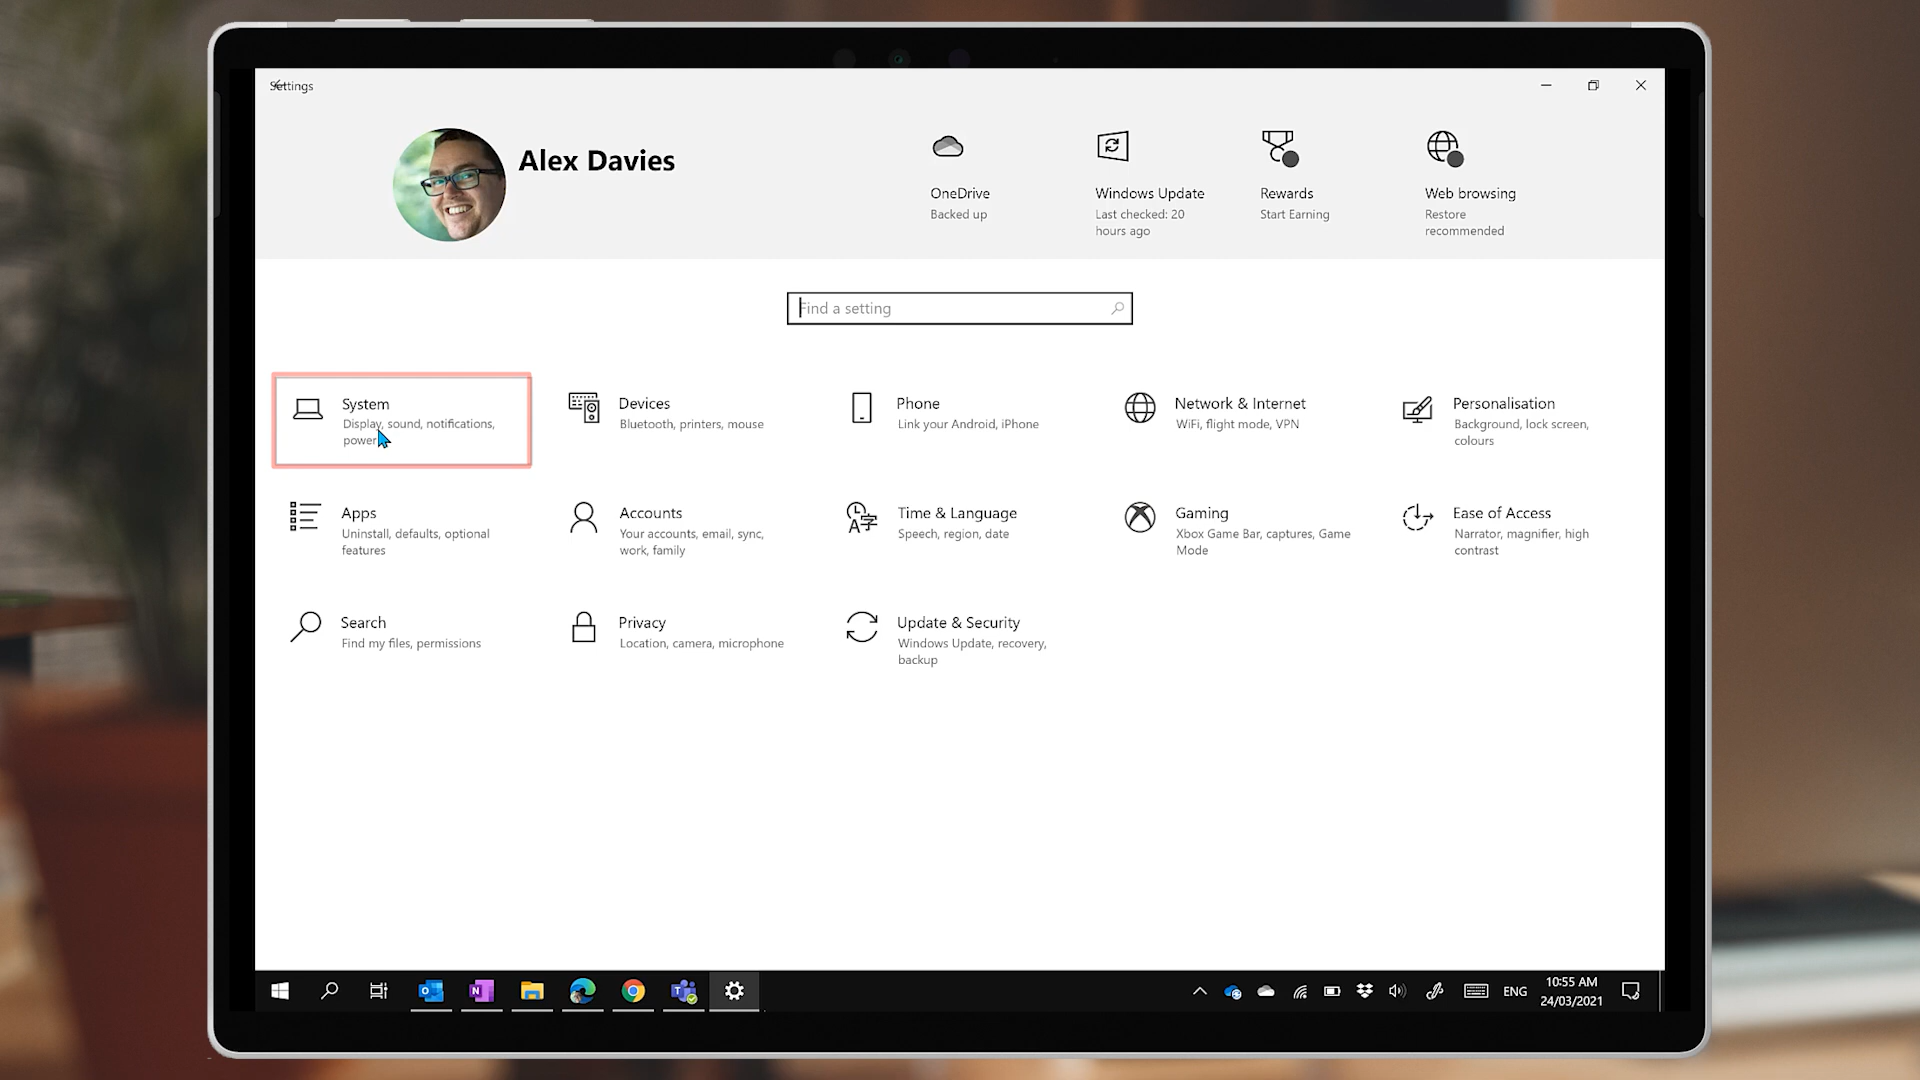 Settings
Alex Davies
OneDrive
Backed up
Windows Update
Last checked: 20
hours ago
Rewards
Start Earning
Web browsing
Restore
recommended
Find a setting
System
Display, sound, notifications,
power
Devices
Bluetooth, printers, mouse
Phone
Link your Android, iPhone
Network & Internet
WiFi, flight mode, VPN
Personalisation
Background, lock screen,
colours
Apps
Uninstall, defaults, optional
features
Accounts
Your accounts, email, sync,
work, family
Time & Language
Speech, region, date
Gaming
Xbox Game Bar, captures, Game
Mode
Ease of Access
Narrator, magnifier, high
contrast
Search
Find my files, permissions
Privacy
Location, camera, microphone
Update & Security
Windows Update, recovery,
backup
ENG
10:55 AM
24/03/2021